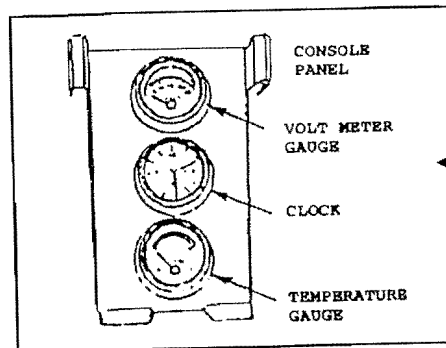 CONSOLE
PANEL
VOLT METER
GAUGE
CLOCK
TEMPERATURE
GAUGE